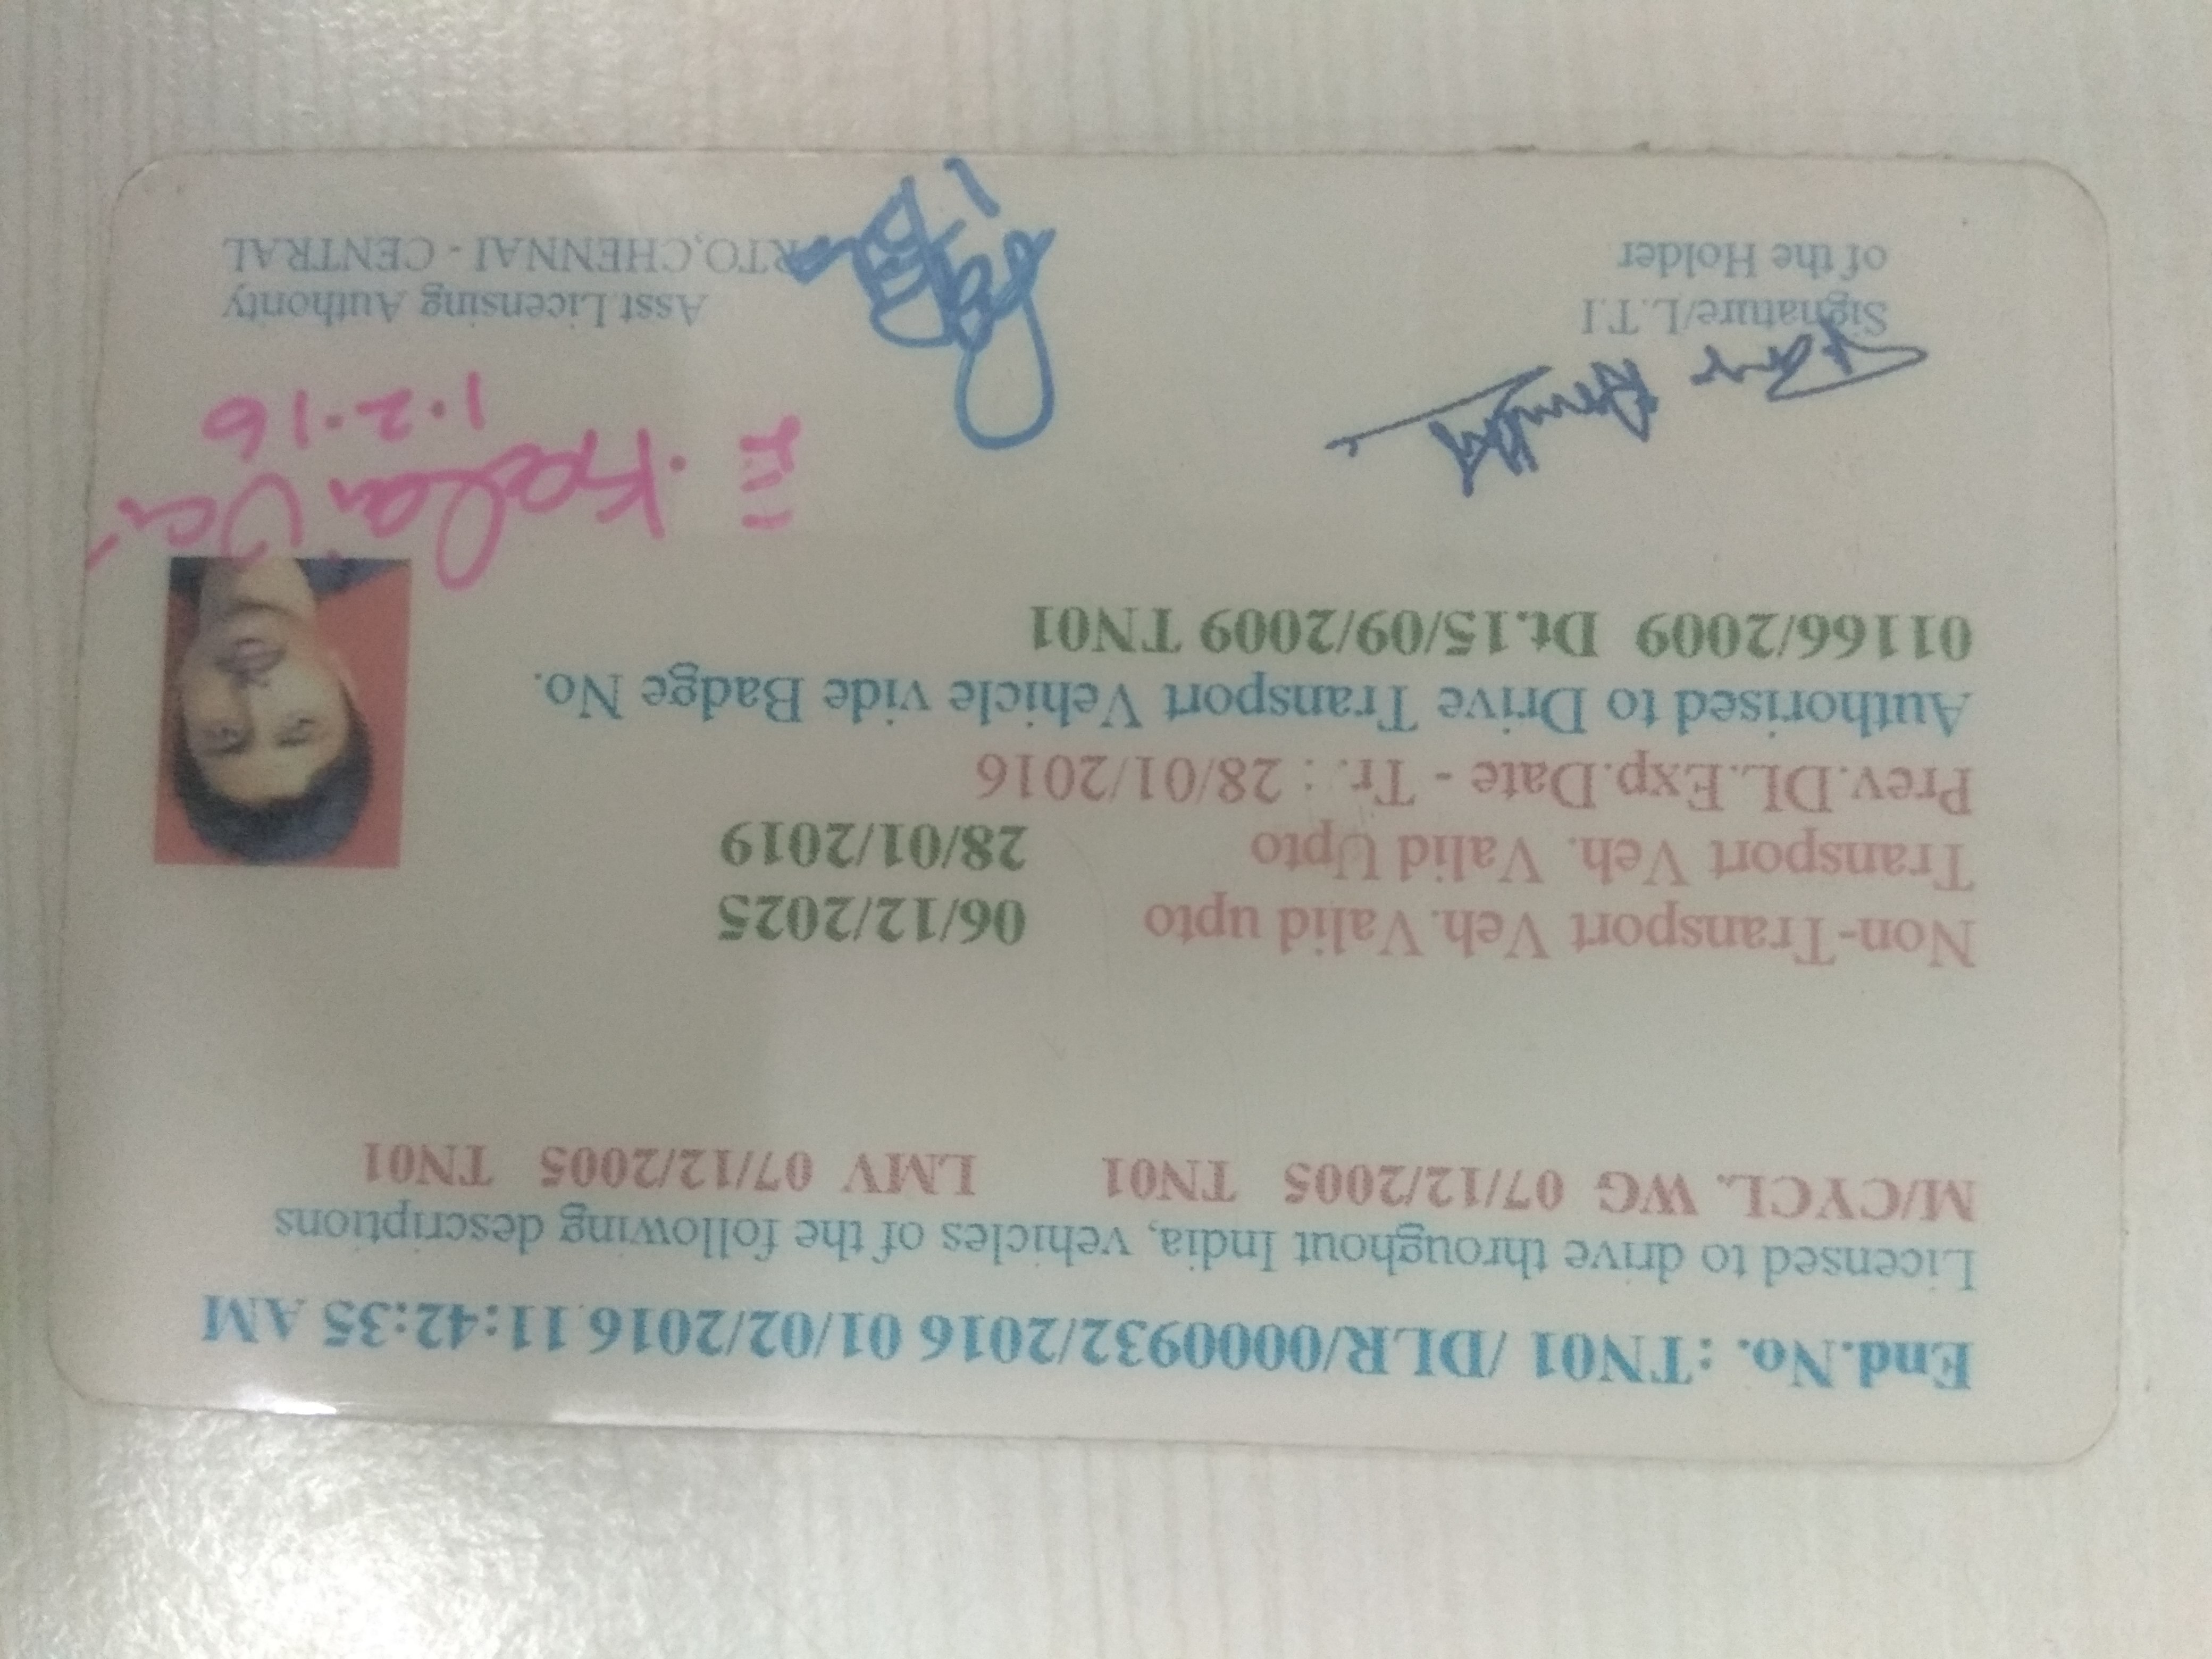 End.No. : TN01 /DLR/0000932/2016 01/02/2016 11:42:35 AM
Licensed to drive throughout India, vehicles of the following descriptions
M/CYCL. WG 07/12/2005 TN01 LMV 07/12/2005 TN01
Non-Transport Veh.Valid upto 06/12/2025
Transport Veh. Valid Upto 28/01/2019
Prev.DL.Exp.Date - Tr. : 28/01/2016
Authorised to Drive Transport Vehicle vide Badge No.
01166/2009 Dt.15/09/2009 TN01
1.2.16
Signature/L.T.I
of the Holder
Asst.Licensing Authority
RTO,CHENNAI - CENTRAL